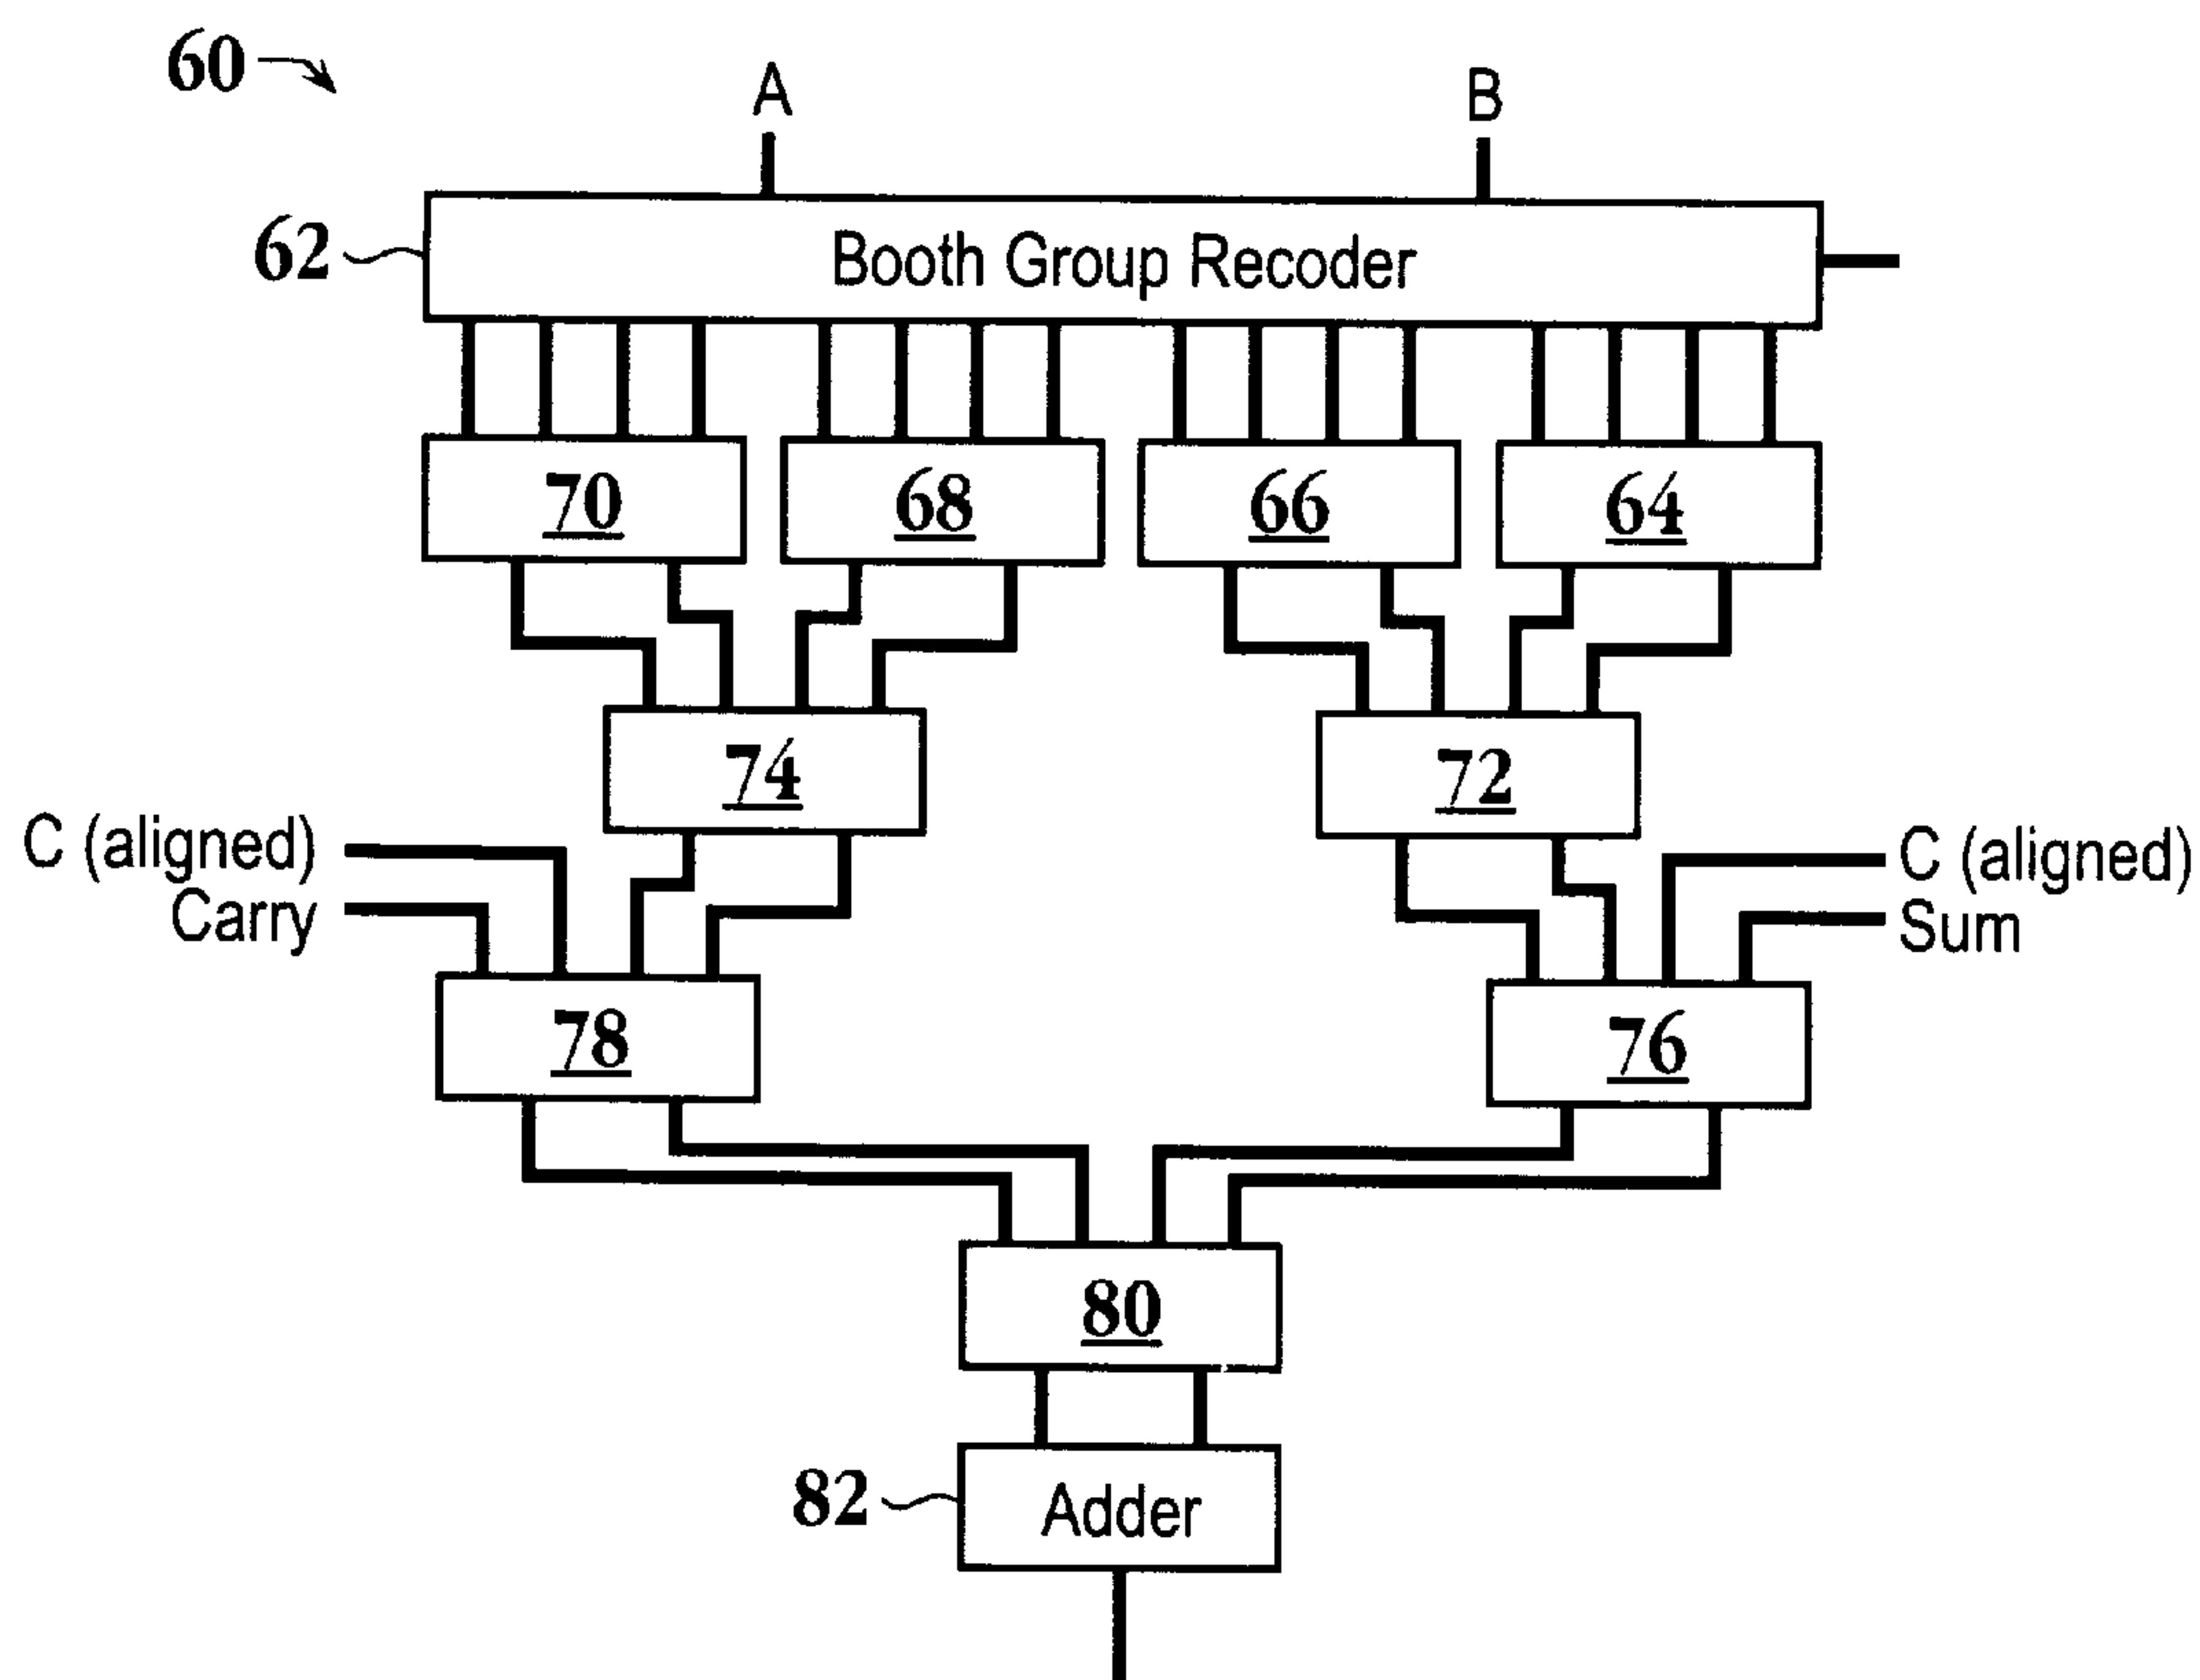 60
A
B
62
Booth Group Recoder
70
68
66
64
74
72
C (aligned)
Carry
C (aligned)
Sum
78
76
80
82
Adder